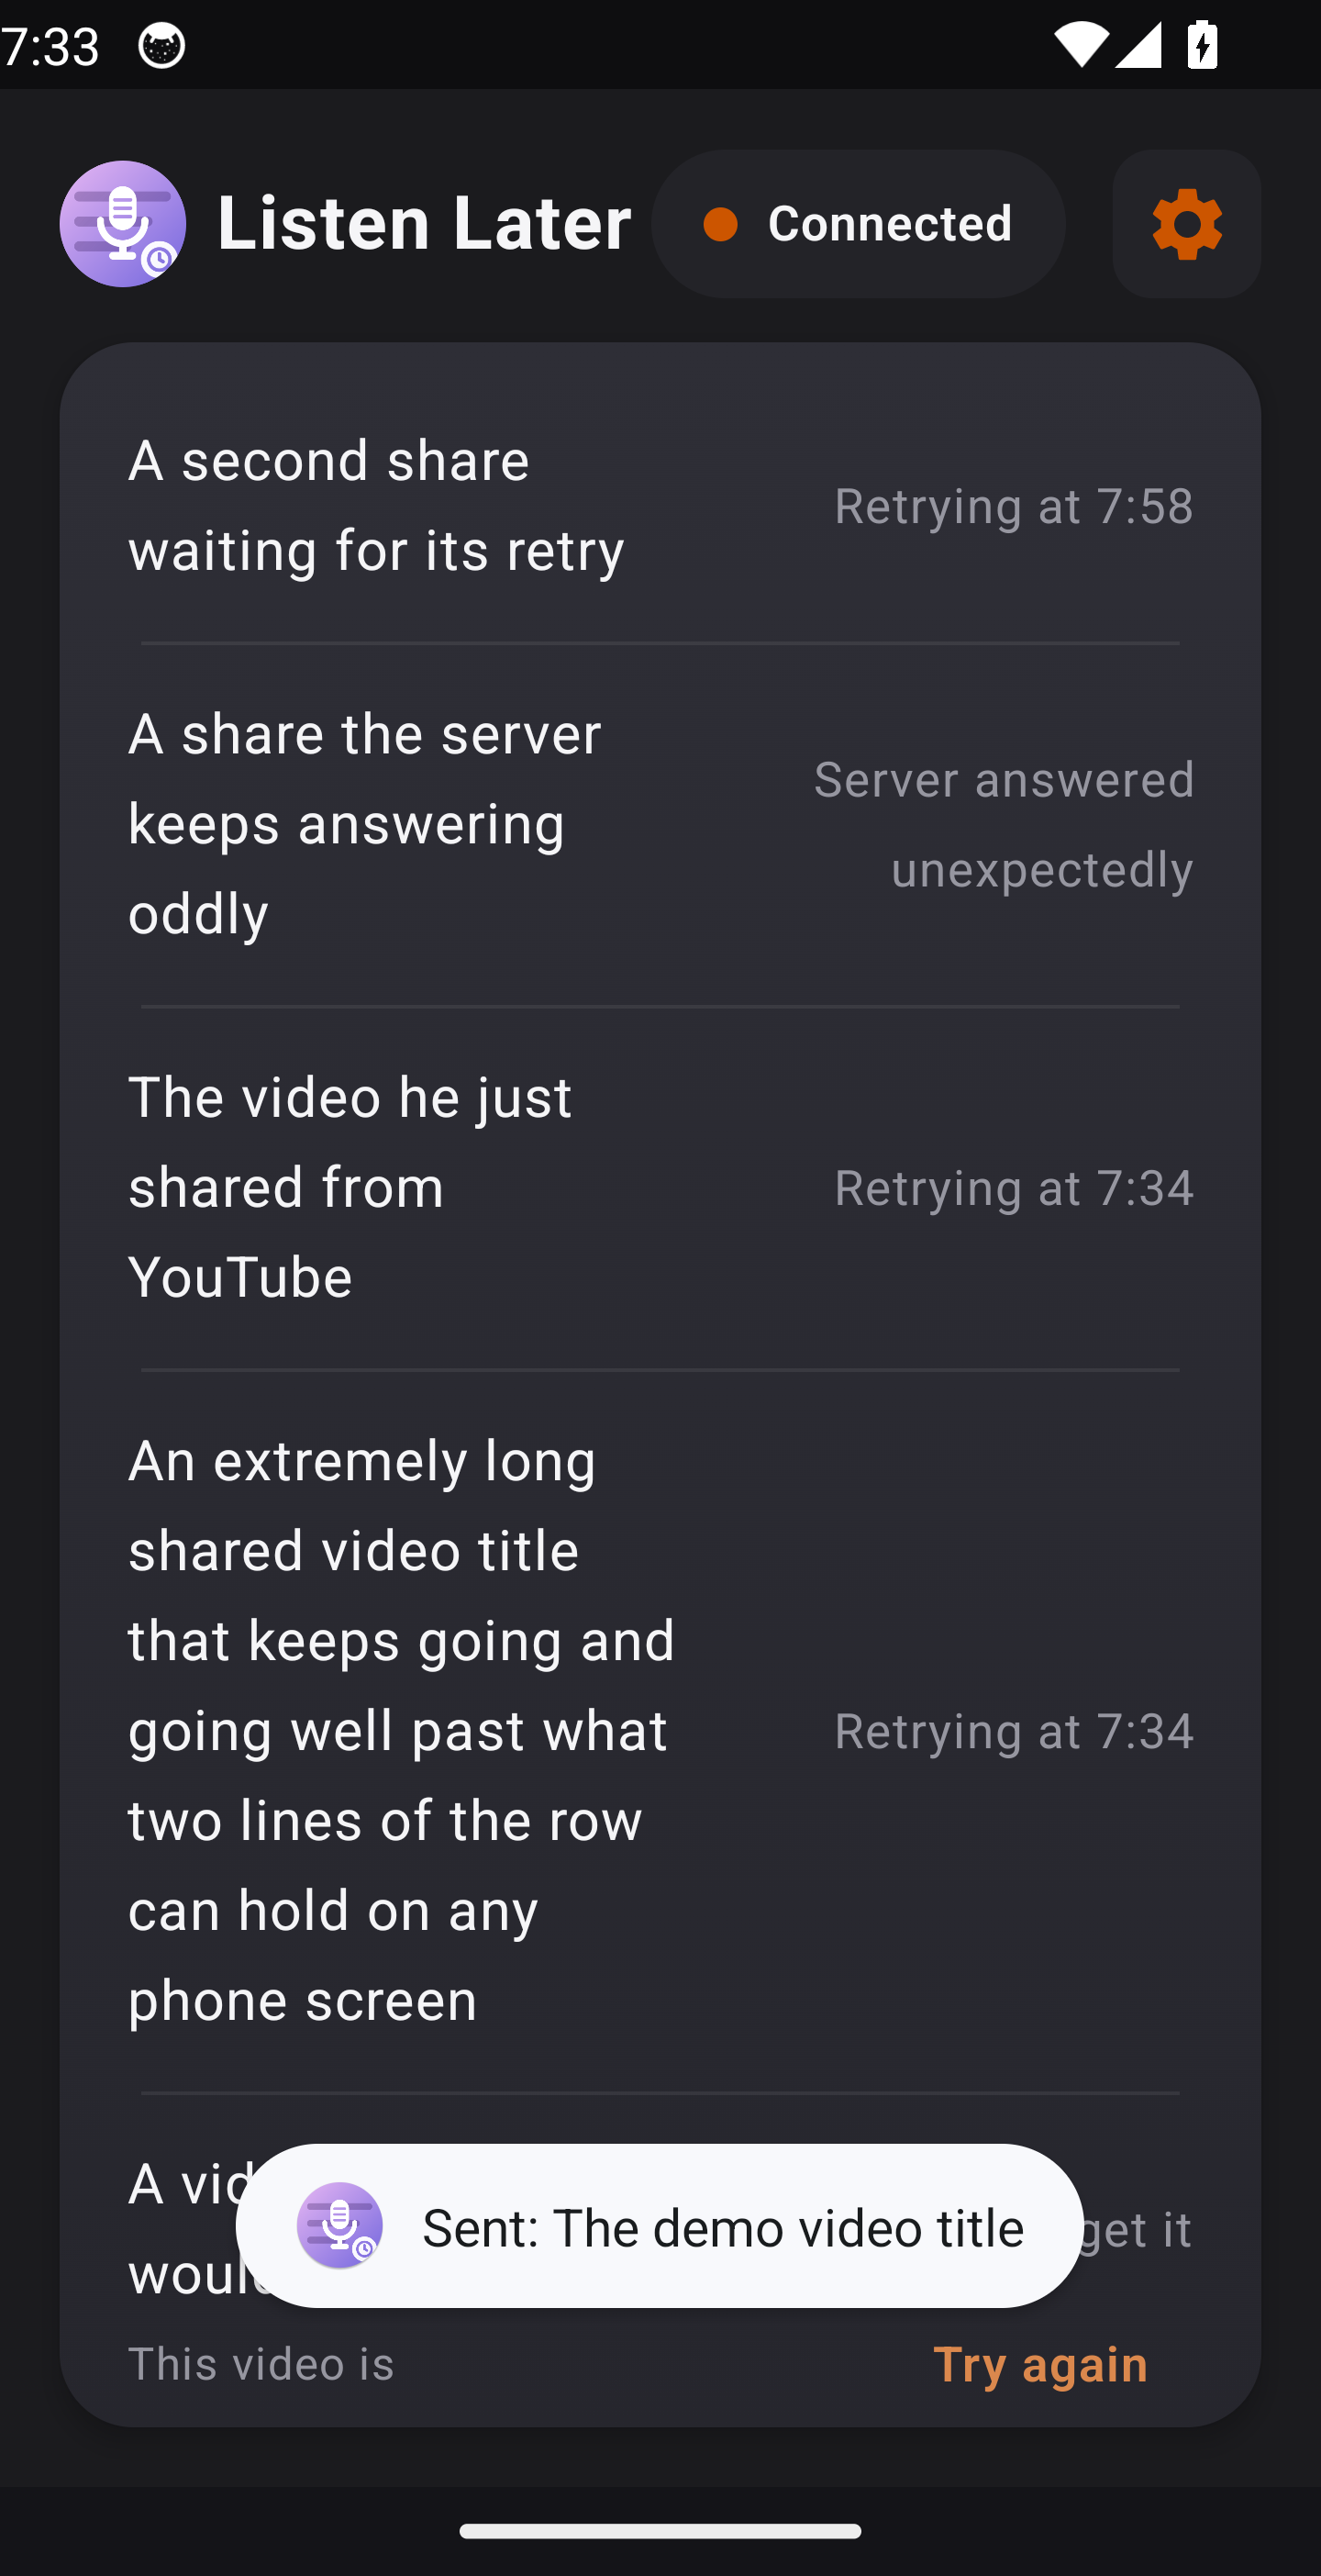 7:33
Listen Later
Connected
A second share
waiting for its retry
Retrying at 7:58
A share the server
keeps answering
oddly
Server answered
unexpectedly
The video he just
shared from
YouTube
Retrying at 7:34
An extremely long
shared video title
that keeps going and
going well past what
two lines of the row
can hold on any
phone screen
Retrying at 7:34
A
get it
Sent: The demo video title
This video is
Try again